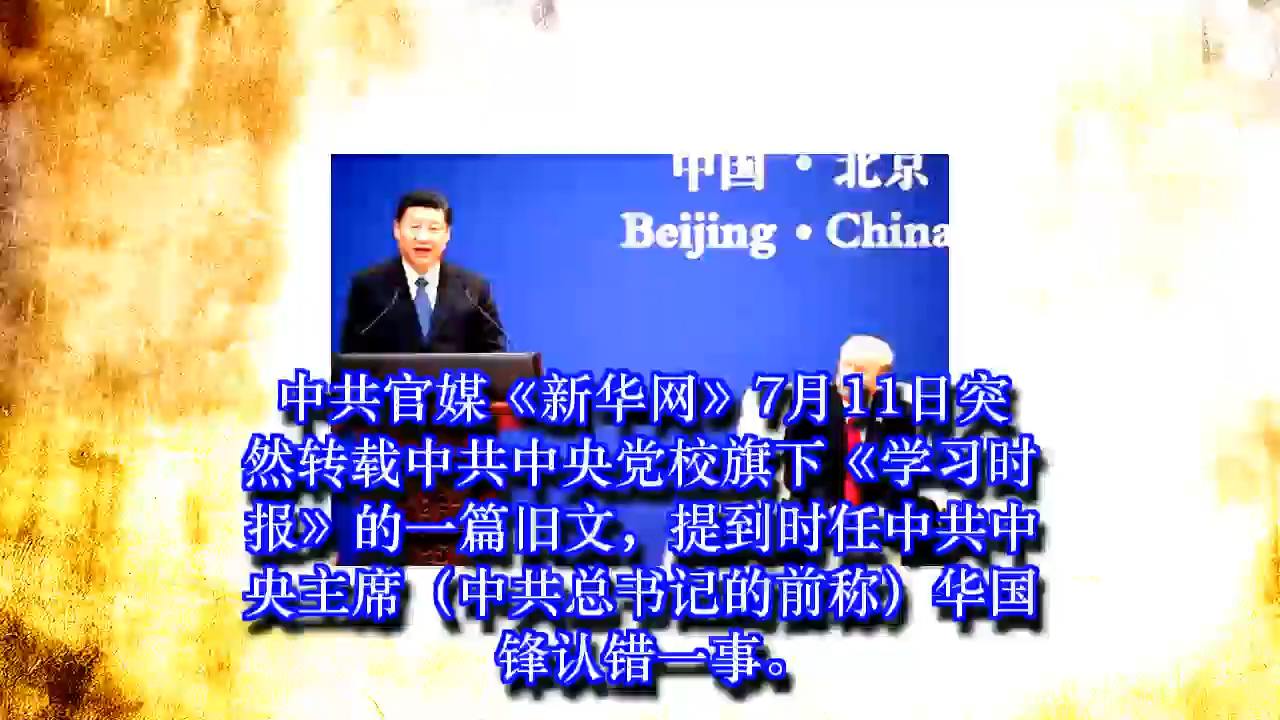 中国·北京
Beijing·China
中共官媒《新华网》7月11日突
然转载中共中央党校旗下《学习时
报》的一篇旧文，提到时任中共中
央主席（中共总书记的前称）华国
锋认错一事。